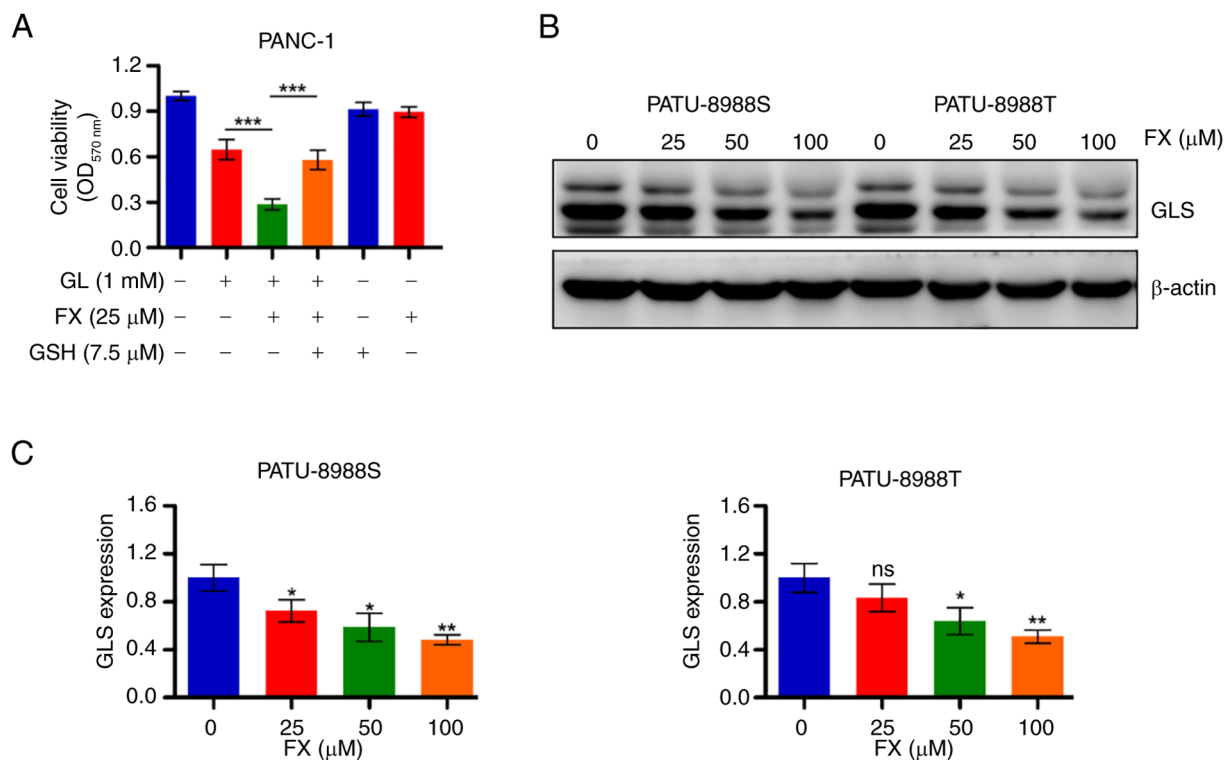 A
PANC-1
Cell viability
(OD570 nm)
1.2
0.9
0.6
0.3
0.0
***
***
GL (1 mM) – + + + – –
FX (25 μM) – – + + – +
GSH (7.5 μM) – – – + + –
B
PATU-8988S PATU-8988T
0 25 50 100 0 25 50 100 FX (μM)
GLS
β-actin
C
PATU-8988S
GLS expression
1.6
1.2
0.8
0.4
0.0
* * **
0 25 50 100
FX (μM)
PATU-8988T
GLS expression
1.6
1.2
0.8
0.4
0.0
ns * **
0 25 50 100
FX (μM)